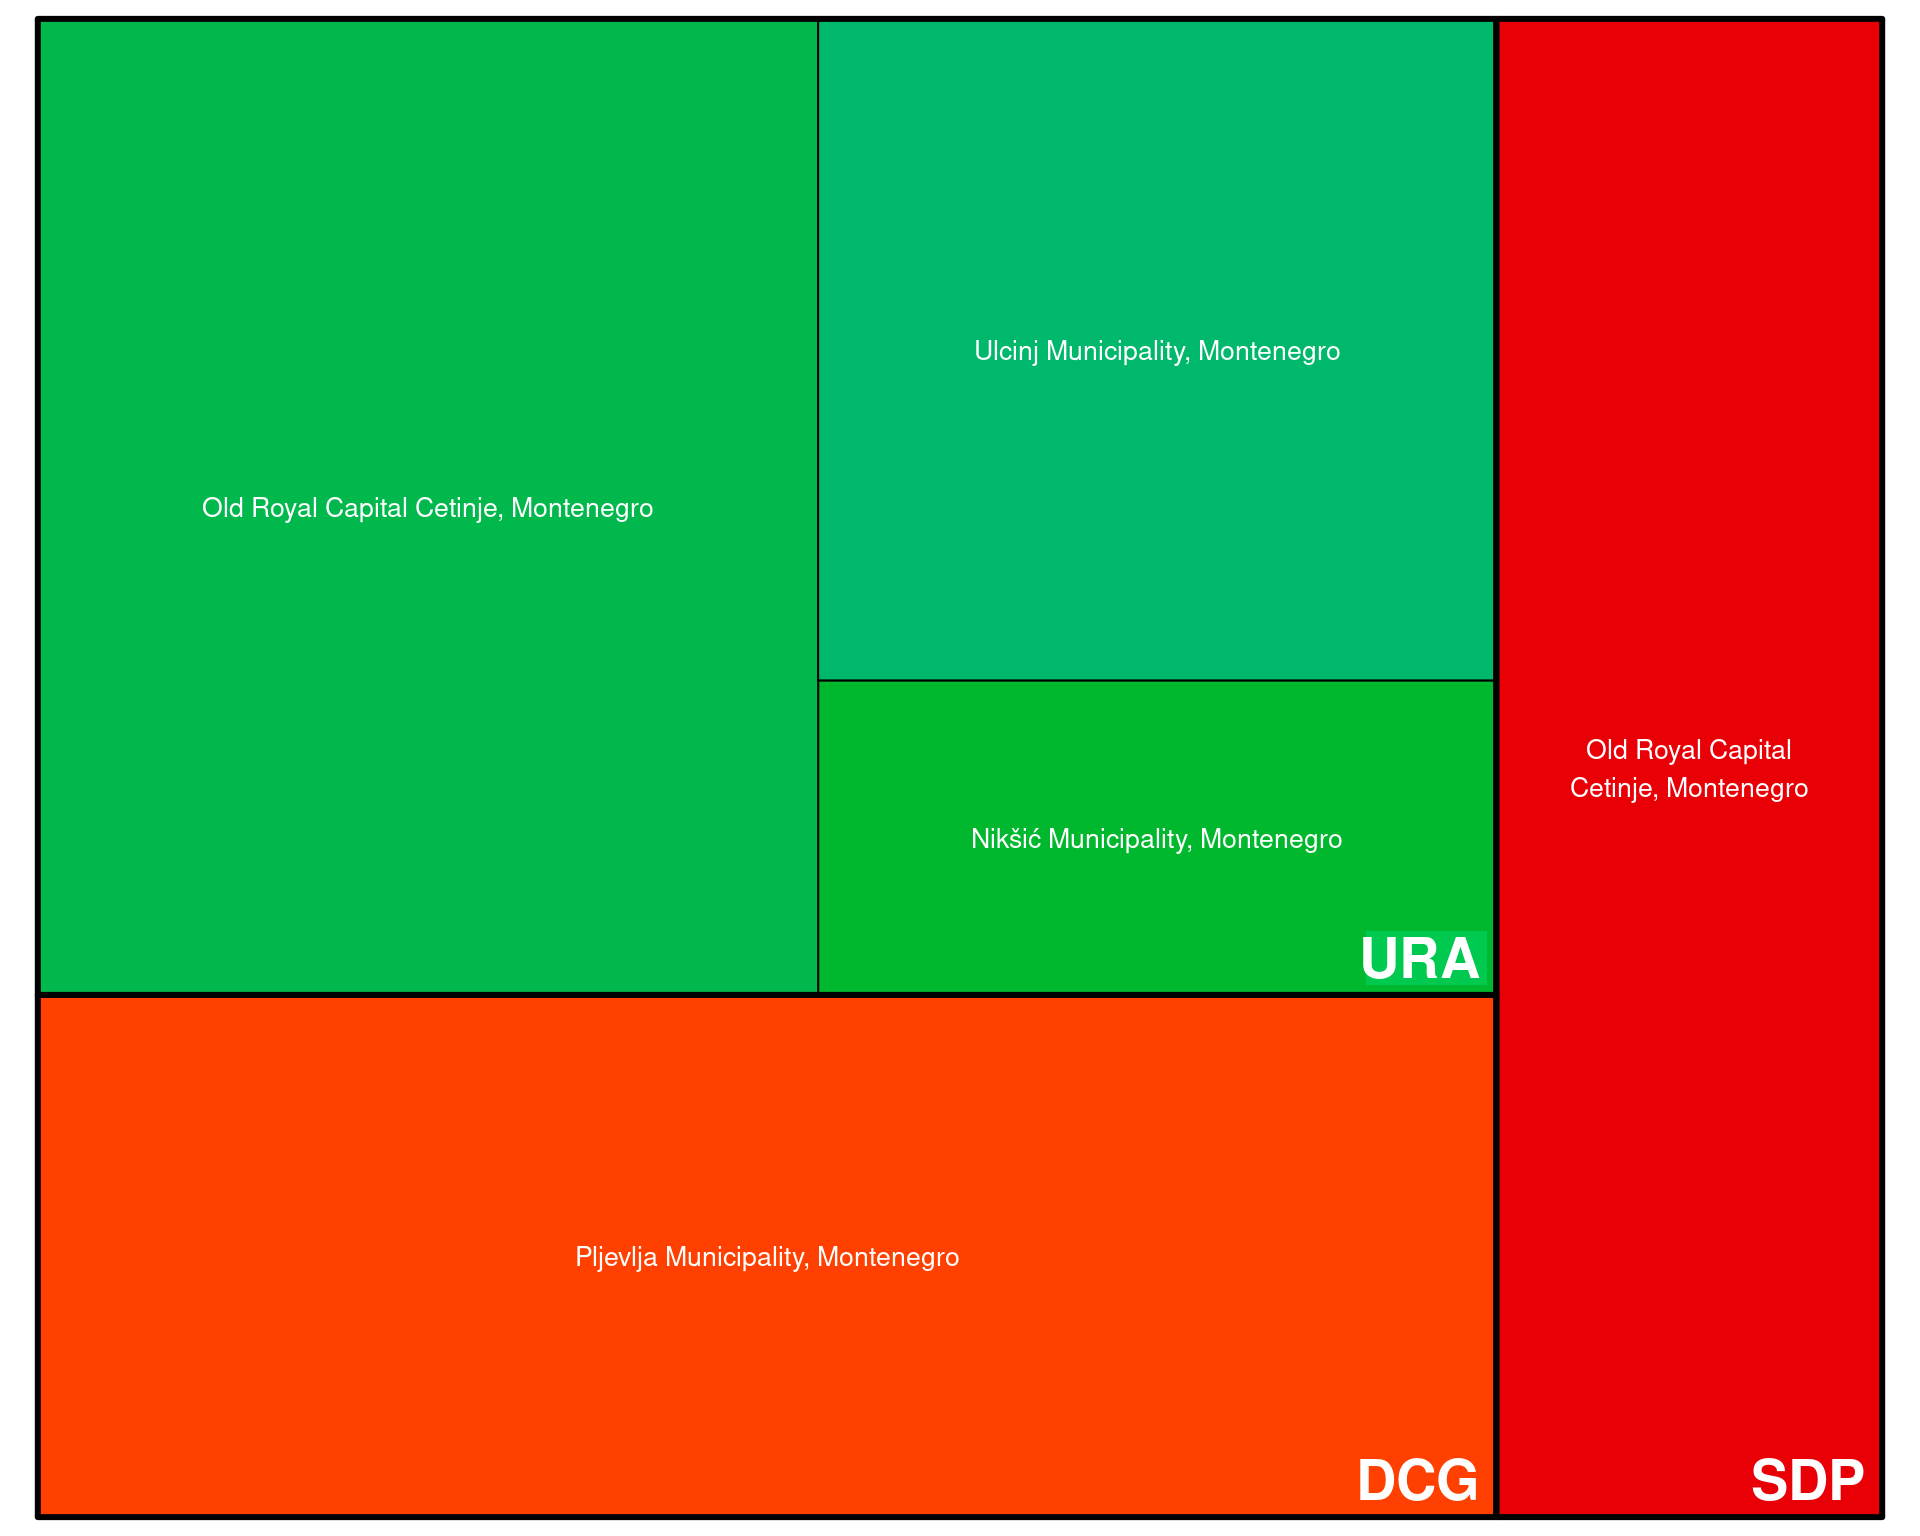 Old Royal Capital Cetinje, Montenegro
Ulcinj Municipality, Montenegro
Nikšić Municipality, Montenegro
URA
Pljevlja Municipality, Montenegro
DCG
Old Royal Capital
Cetinje, Montenegro
SDP